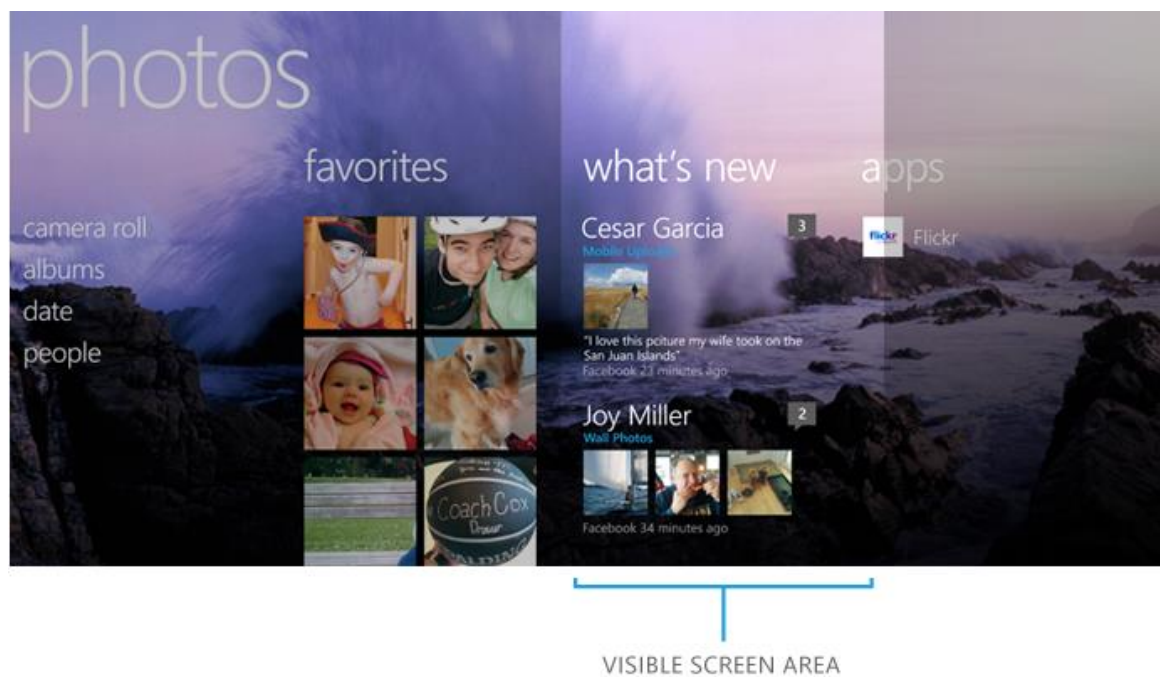 photos
camera roll
albums
date
people
favorites
CoachCox
SPALDING
what's new
Cesar Garcia
3
Mobile Uploads
"I love this pciture my wife took on the
San Juan Islands"
Facebook 23 minutes ago
Joy Miller
2
Wall Photos
Facebook 34 minutes ago
apps
flickr
Flickr
VISIBLE SCREEN AREA